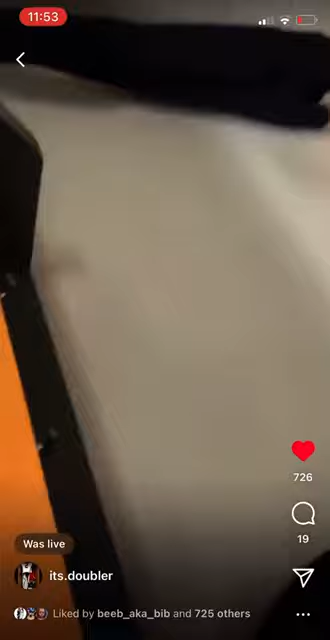 11:53
726
19
Was live
its.doubler
Liked by beeb_aka_bib and 725 others